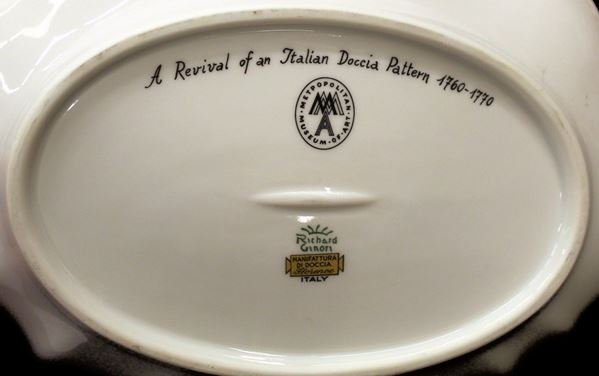 A Revival of an Italian Doccia Pattern 1760-1770
METROPOLITAN
MUSEUM·OF·ART
MMA
Richard
Ginori
MANIFATTURA
DI DOCCIA
Florence
ITALY